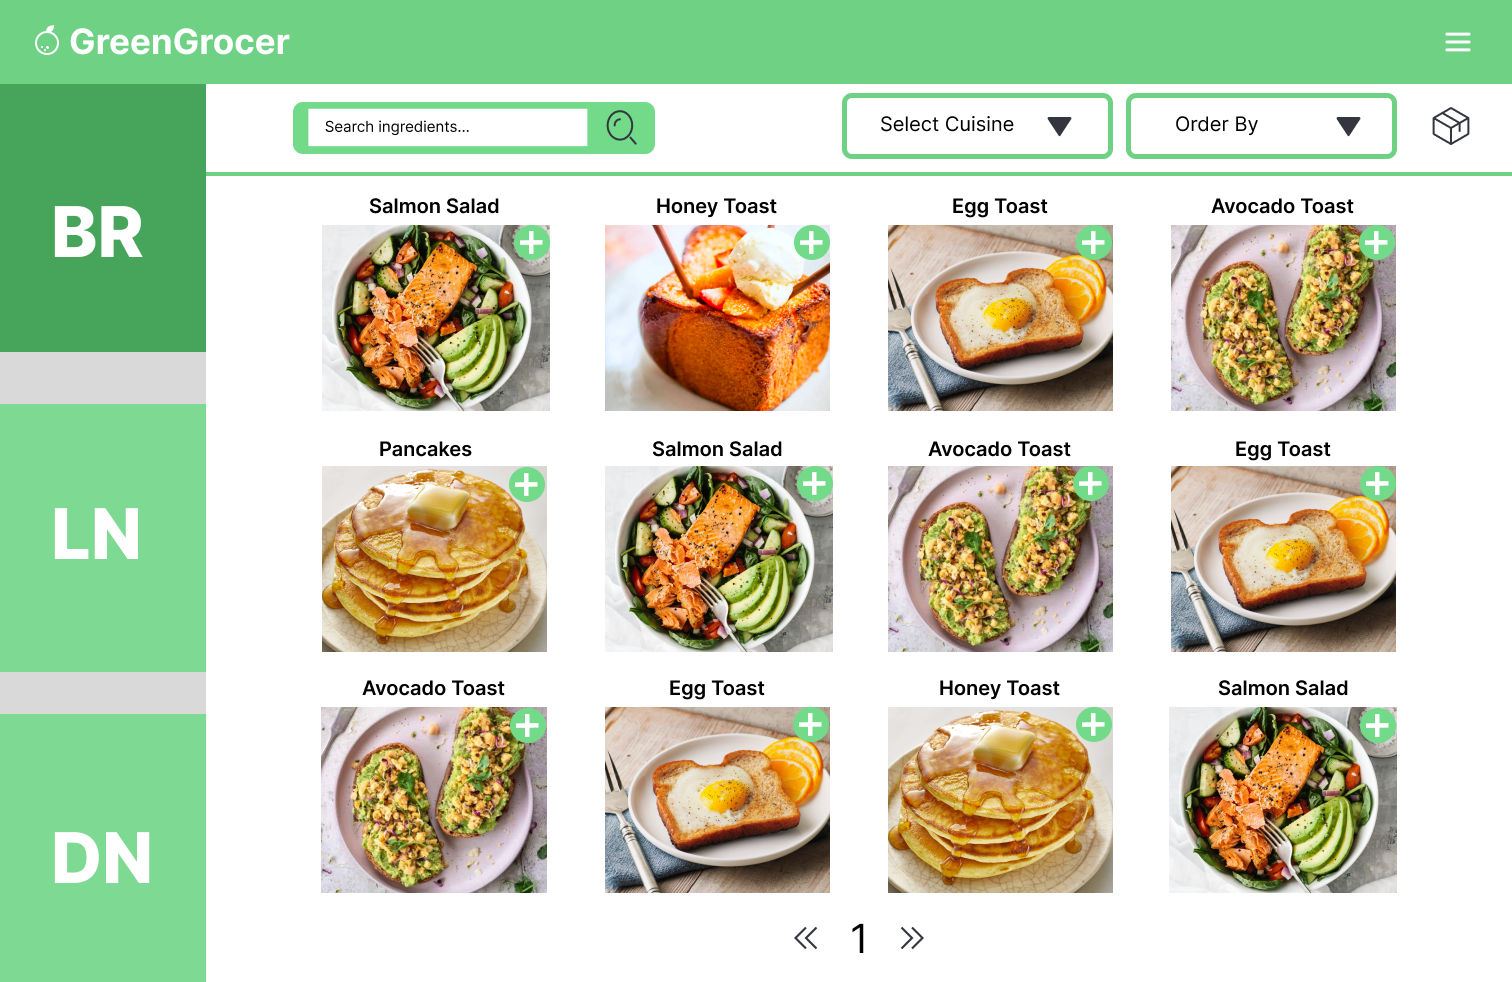 GreenGrocer
BR
LN
DN
Search ingredients...
Select Cuisine
Order By
Salmon Salad
Honey Toast
Egg Toast
Avocado Toast
Pancakes
Salmon Salad
Avocado Toast
Egg Toast
Avocado Toast
Egg Toast
Honey Toast
Salmon Salad
1